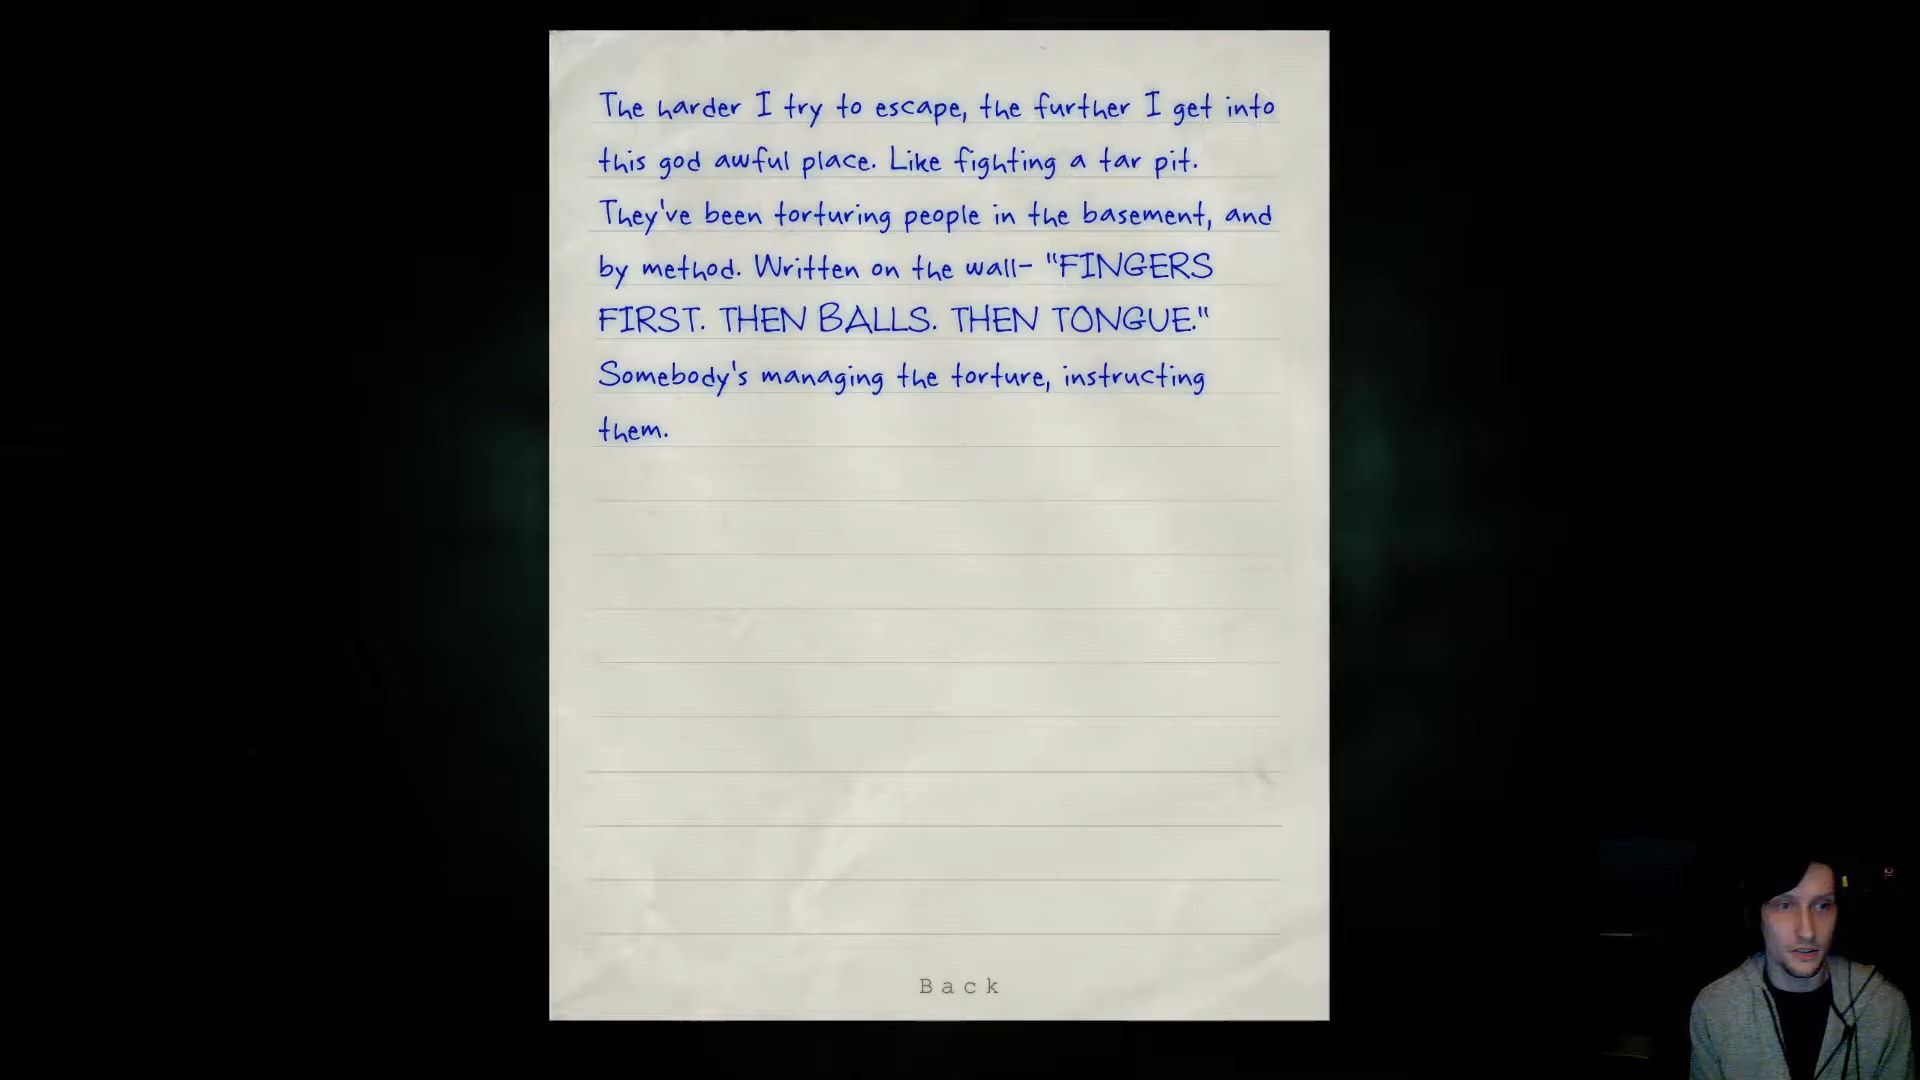 The harder I try to escape, the further I get into
this god awful place. Like fighting a tar pit.
They've been torturing people in the basement, and
by method. Written on the wall- "FINGERS
FIRST. THEN BALLS. THEN TONGUE."
Somebody's managing the torture, instructing
them.
Back